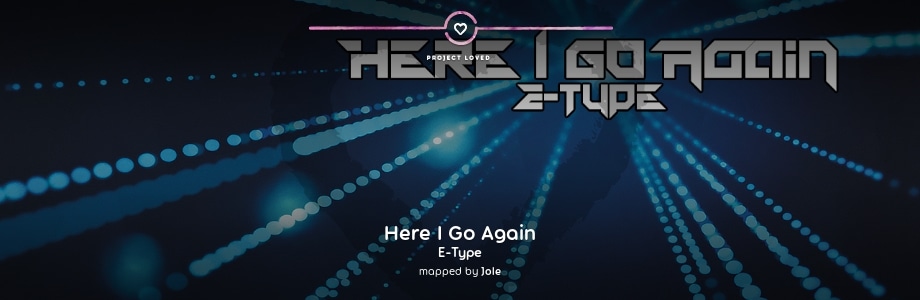 PROJECT LOVED
HERE I GO AGAIN
E-TYPE
Here I Go Again
E-Type
mapped by Jole